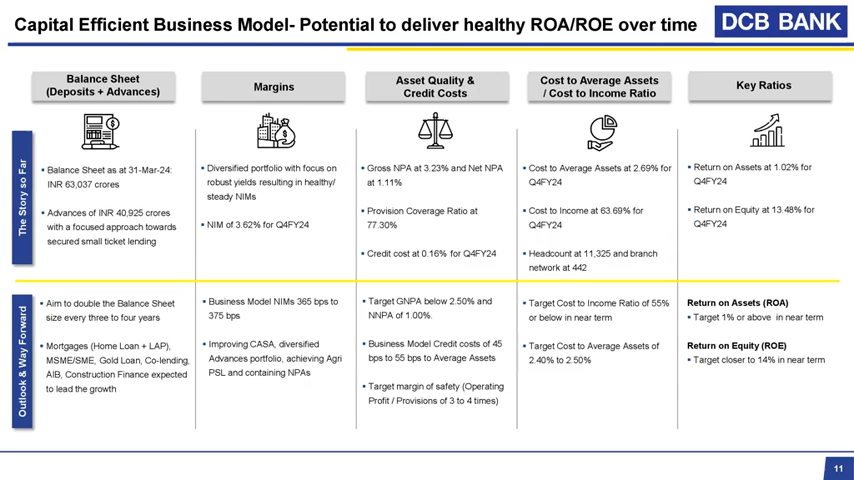 Capital Efficient Business Model- Potential to deliver healthy ROA/ROE over time
DCB BANK
Balance Sheet
(Deposits + Advances)
Margins
Asset Quality &
Credit Costs
Cost to Average Assets
/ Cost to Income Ratio
Key Ratios
The Story so Far
▪ Balance Sheet as at 31-Mar-24:
INR 63,037 crores
▪ Advances of INR 40,925 crores
with a focused approach towards
secured small ticket lending
▪ Diversified portfolio with focus on
robust yields resulting in healthy/
steady NIMs
▪ NIM of 3.62% for Q4FY24
▪ Gross NPA at 3.23% and Net NPA
at 1.11%
▪ Provision Coverage Ratio at
77.30%
▪ Credit cost at 0.16% for Q4FY24
▪ Cost to Average Assets at 2.69% for
Q4FY24
▪ Cost to Income at 63.69% for
Q4FY24
▪ Headcount at 11,325 and branch
network at 442
▪ Return on Assets at 1.02% for
Q4FY24
▪ Return on Equity at 13.48% for
Q4FY24
Outlook & Way Forward
▪ Aim to double the Balance Sheet
size every three to four years
▪ Mortgages (Home Loan + LAP),
MSME/SME, Gold Loan, Co-lending,
AIB, Construction Finance expected
to lead the growth
▪ Business Model NIMs 365 bps to
375 bps
▪ Improving CASA, diversified
Advances portfolio, achieving Agri
PSL and containing NPAs
▪ Target GNPA below 2.50% and
NNPA of 1.00%.
▪ Business Model Credit costs of 45
bps to 55 bps to Average Assets
▪ Target margin of safety (Operating
Profit / Provisions of 3 to 4 times)
▪ Target Cost to Income Ratio of 55%
or below in near term
▪ Target Cost to Average Assets of
2.40% to 2.50%
Return on Assets (ROA)
▪ Target 1% or above in near term
Return on Equity (ROE)
▪ Target closer to 14% in near term
11